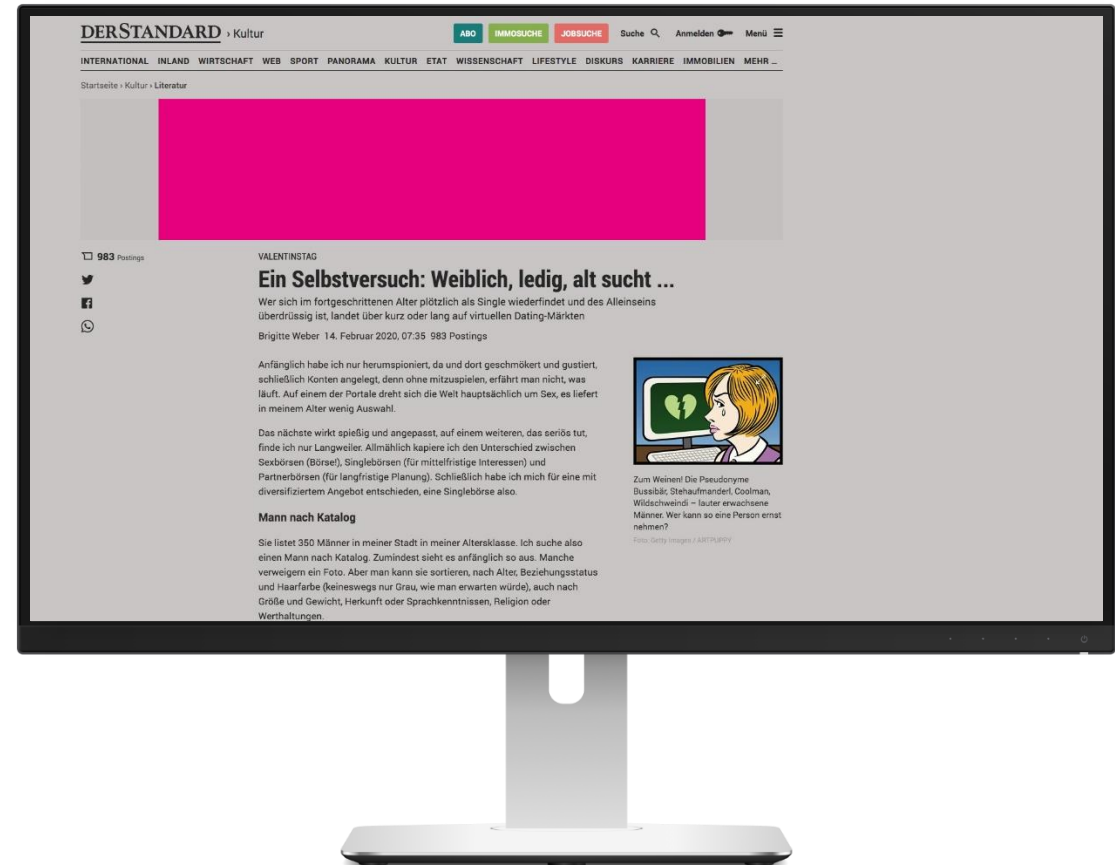 DERSTANDARD › Kultur
ABO IMMOSUCHE JOBSUCHE Suche Anmelden Menü
INTERNATIONAL INLAND WIRTSCHAFT WEB SPORT PANORAMA KULTUR ETAT WISSENSCHAFT LIFESTYLE DISKURS KARRIERE IMMOBILIEN MEHR ...
Startseite › Kultur › Literatur
983 Postings
VALENTINSTAG
Ein Selbstversuch: Weiblich, ledig, alt sucht ...
Wer sich im fortgeschrittenen Alter plötzlich als Single wiederfindet und des Alleinseins
überdrüssig ist, landet über kurz oder lang auf virtuellen Dating-Märkten
Brigitte Weber 14. Februar 2020, 07:35 983 Postings
Anfänglich habe ich nur herumspioniert, da und dort geschmökert und gustiert,
schließlich Konten angelegt, denn ohne mitzuspielen, erfährt man nicht, was
läuft. Auf einem der Portale dreht sich die Welt hauptsächlich um Sex, es liefert
in meinem Alter wenig Auswahl.
Das nächste wirkt spießig und angepasst, auf einem weiteren, das seriös tut,
finde ich nur Langweiler. Allmählich kapiere ich den Unterschied zwischen
Sexbörsen (Börse!), Singlebörsen (für mittelfristige Interessen) und
Partnerbörsen (für langfristige Planung). Schließlich habe ich mich für eine mit
diversifiziertem Angebot entschieden, eine Singlebörse also.
Mann nach Katalog
Sie listet 350 Männer in meiner Stadt in meiner Altersklasse. Ich suche also
einen Mann nach Katalog. Zumindest sieht es anfänglich so aus. Manche
verweigern ein Foto. Aber man kann sie sortieren, nach Alter, Beziehungsstatus
und Haarfarbe (keineswegs nur Grau, wie man erwarten würde), auch nach
Größe und Gewicht, Herkunft oder Sprachkenntnissen, Religion oder
Werthaltungen.
Zum Weinen! Die Pseudonyme
Bussibär, Stehaufmanderl, Coolman,
Wildschweindi – lauter erwachsene
Männer. Wer kann so eine Person ernst
nehmen?
Foto: Getty Images / ARTPUPPY